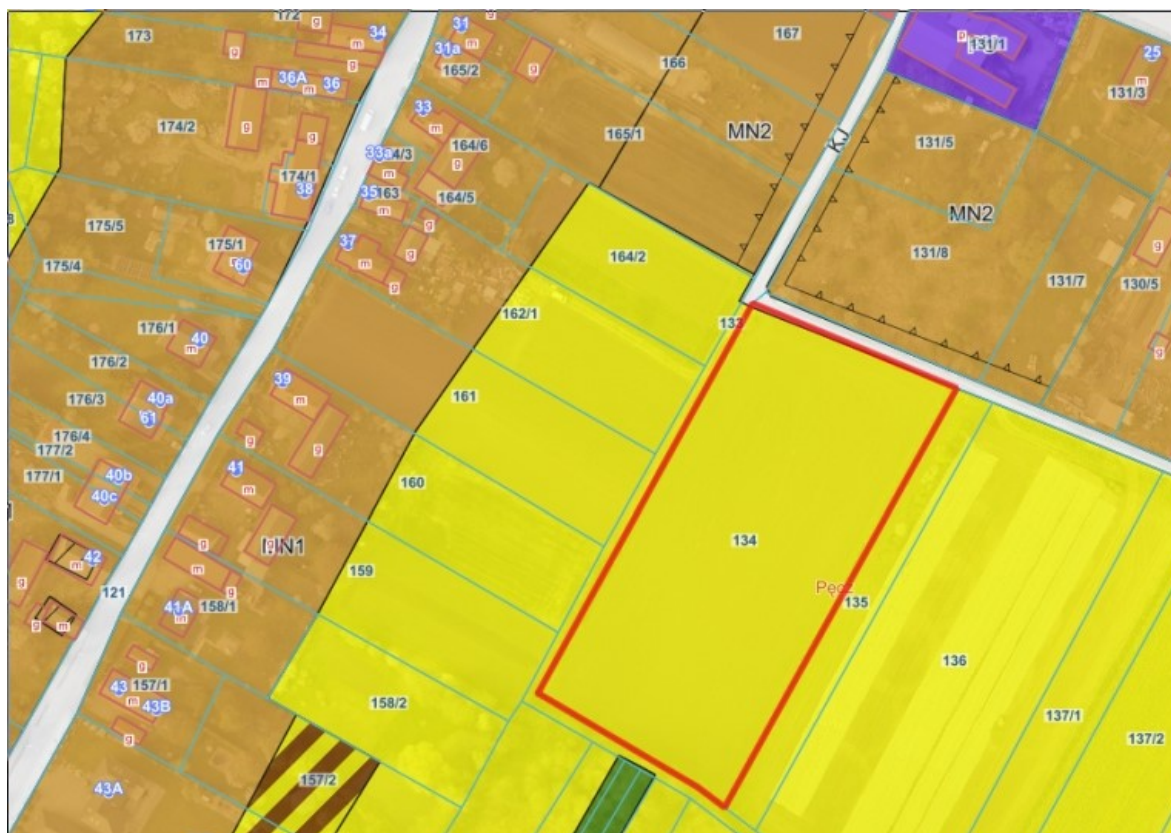 172
34
31
g
173
g
m
31a
m
g
167
p
131/1
25
165/2
166
131/3
m
36A
36
m
m
g
33
m
165/1
MN2
KJ
131/5
174/2
g
g
164/6
33a
g
174/1
m
38
35
163
164/5
m
MN2
175/5
g
175/1
37
m
g
164/2
131/8
g
60
175/4
g
131/7
130/5
176/1
40
m
162/1
133
g
176/2
39
m
40a
176/3
61
161
176/4
g
g
177/2
41
177/1
40b
m
160
40c
g
MN1
g
134
42
m
m
159
g
g
Pęcz
121
41A
158/1
135
g
m
m
g
136
43
157/1
m
43B
158/2
137/1
g
137/2
157/2
43A